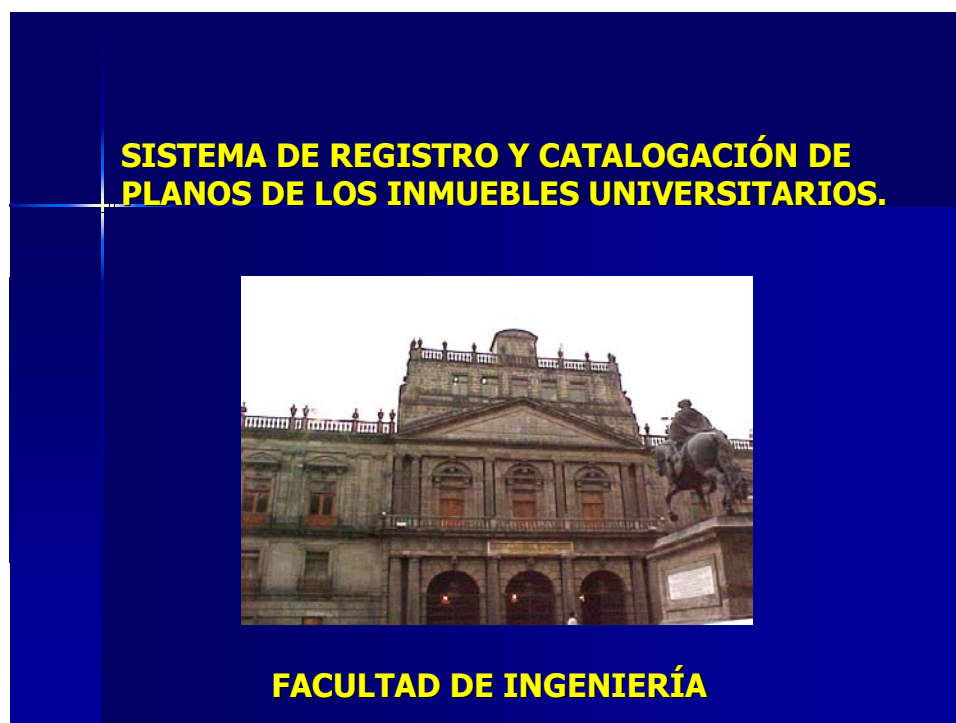 SISTEMA DE REGISTRO Y CATALOGACIÓN DE
PLANOS DE LOS INMUEBLES UNIVERSITARIOS.
FACULTAD DE INGENIERÍA